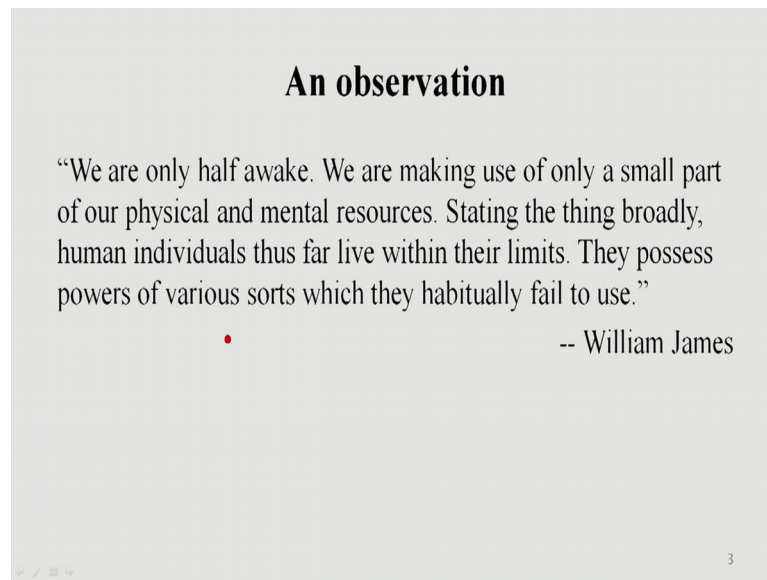 An observation
“We are only half awake. We are making use of only a small part
of our physical and mental resources. Stating the thing broadly,
human individuals thus far live within their limits. They possess
powers of various sorts which they habitually fail to use.”
-- William James
3